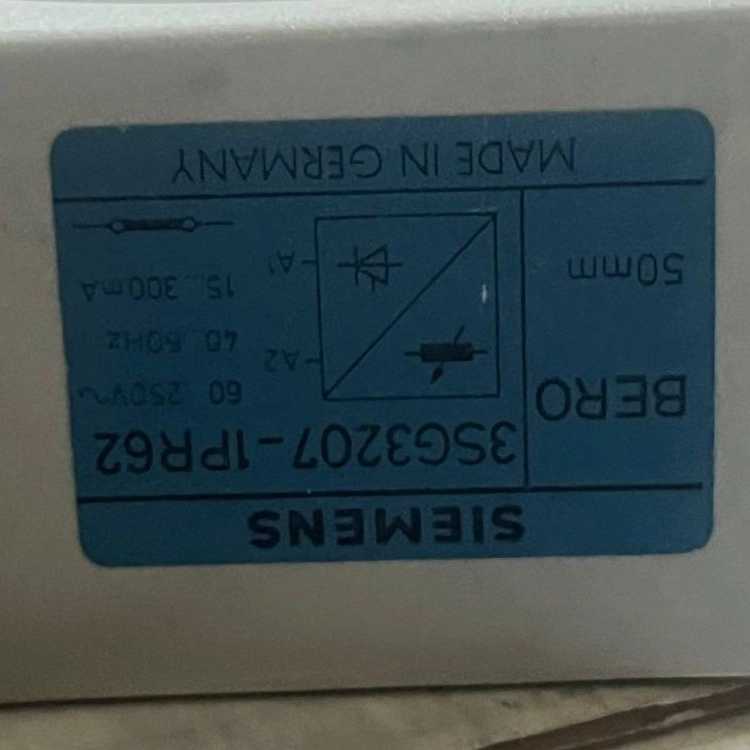 SIEMENS
3SG3207-1PR62
BERO
60...250V~
A2
40...60Hz
50mm
A1
15...300mA
MADE IN GERMANY